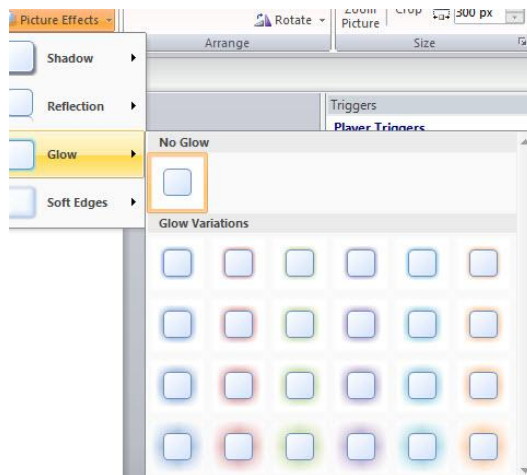 Picture Effects
Rotate
Zoom
Picture
Crop
300 px
Arrange
Size
Shadow
Reflection
Glow
Soft Edges
Triggers
Player Triggers
No Glow
Glow Variations